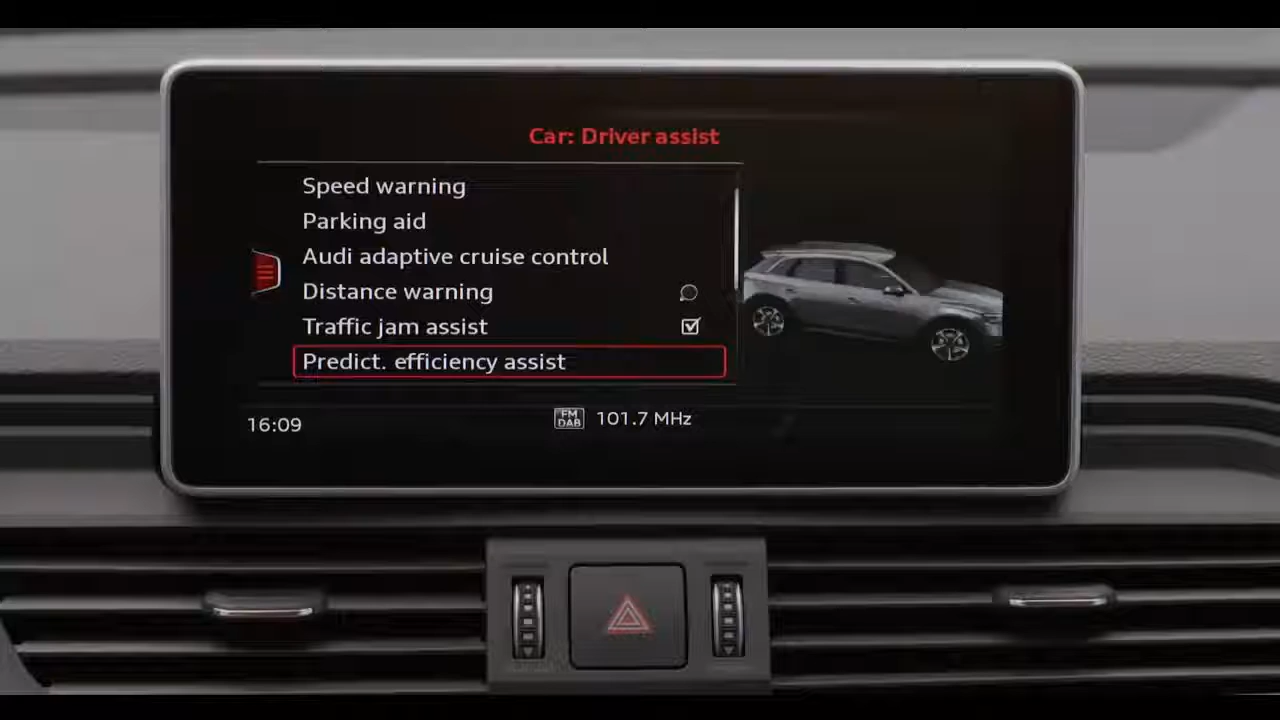 Car: Driver assist
Speed warning
Parking aid
Audi adaptive cruise control
Distance warning
Traffic jam assist
Predict. efficiency assist
16:09
FM DAB 101.7 MHz